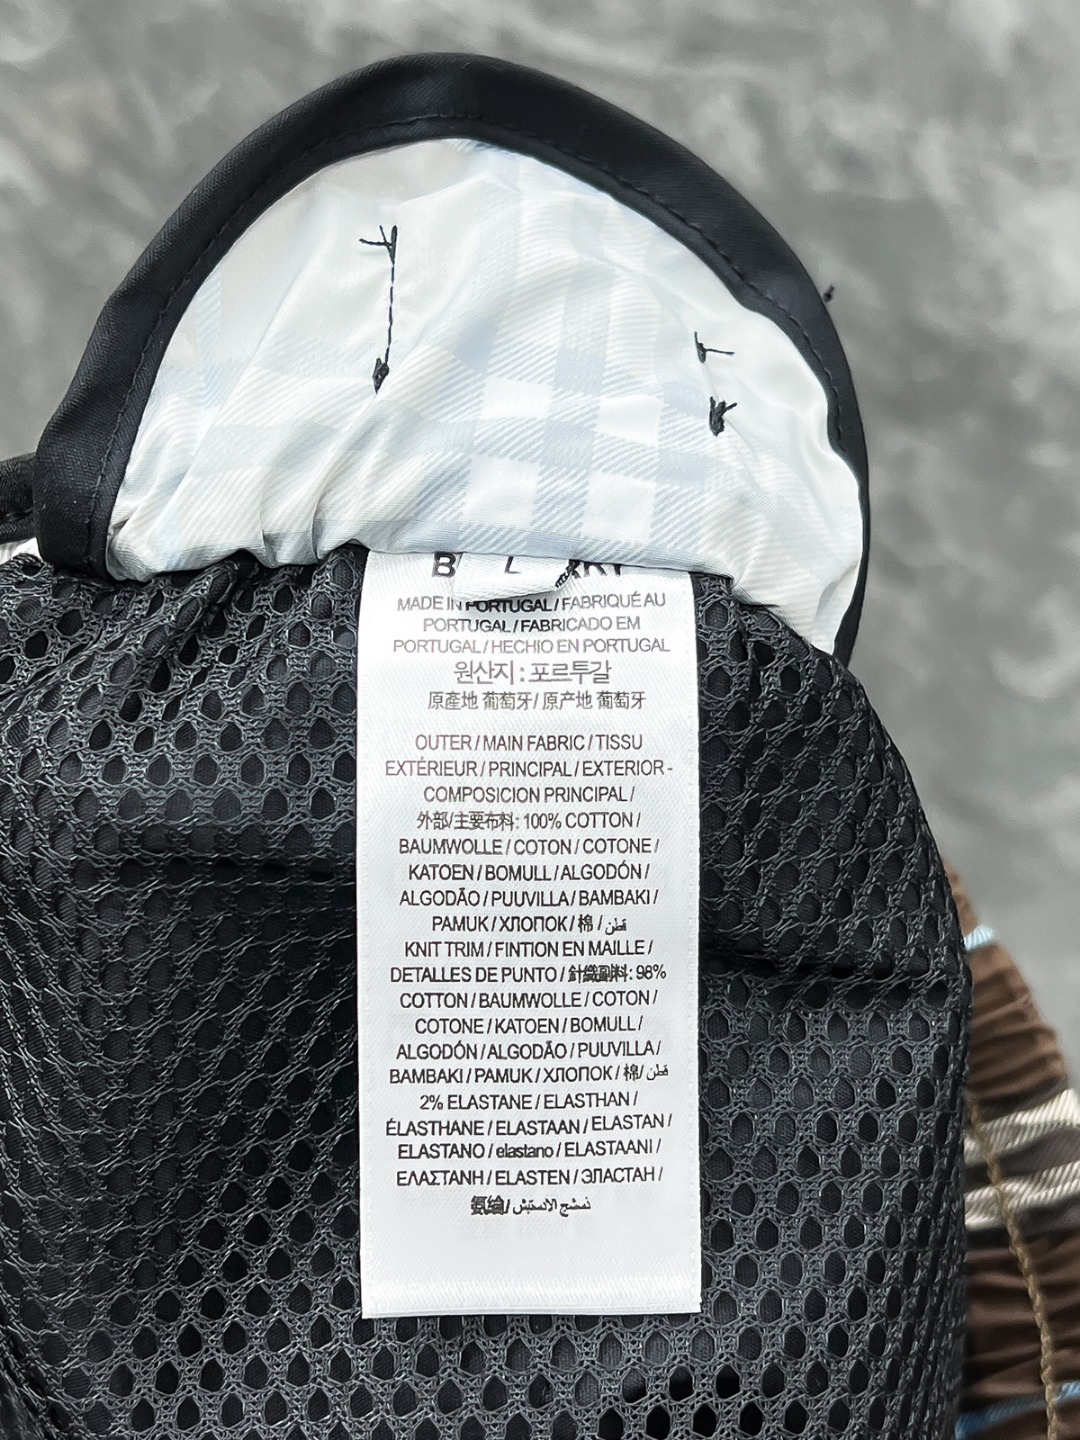 L
MADE IN PORTUGAL / FABRIQUÉ AU
PORTUGAL / FABRICADO EM
PORTUGAL / HECHIO EN PORTUGAL
원산지 : 포르투갈
原產地 葡萄牙 / 原产地 葡萄牙
OUTER / MAIN FABRIC / TISSU
EXTÉRIEUR / PRINCIPAL / EXTERIOR -
COMPOSICION PRINCIPAL /
外部/主要布料: 100% COTTON /
BAUMWOLLE / COTON / COTONE /
KATOEN / BOMULL / ALGODÓN /
ALGODÃO / PUUVILLA / BAMBAKI /
PAMUK / ХЛОПОК / 棉 / قطن
KNIT TRIM / FINTION EN MAILLE /
DETALLES DE PUNTO / 針織副料: 98%
COTTON / BAUMWOLLE / COTON /
COTONE / KATOEN / BOMULL /
ALGODÓN / ALGODÃO / PUUVILLA /
BAMBAKI / PAMUK / ХЛОПОК / 棉/ قطن
2% ELASTANE / ELASTHAN /
ÉLASTHANE / ELASTAAN / ELASTAN /
ELASTANO / elastano / ELASTAANI /
ΕΛΑΣΤΑΝΗ / ELASTEN / ЭЛАСТАН /
氨纶 /